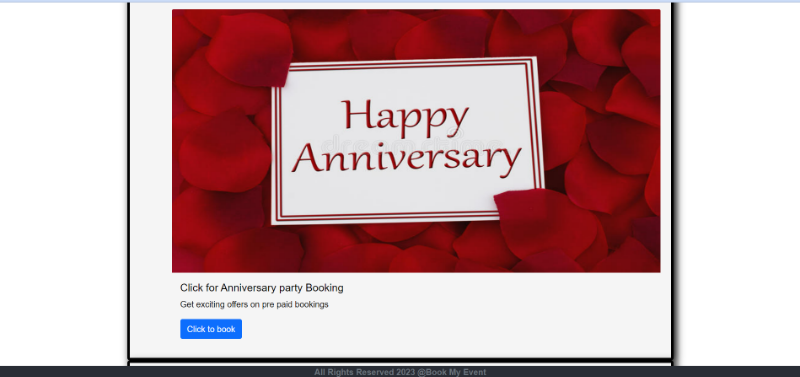 Happy
Anniversary
Click for Anniversary party Booking
Get exciting offers on pre paid bookings
Click to book
All Rights Reserved 2023 @Book My Event